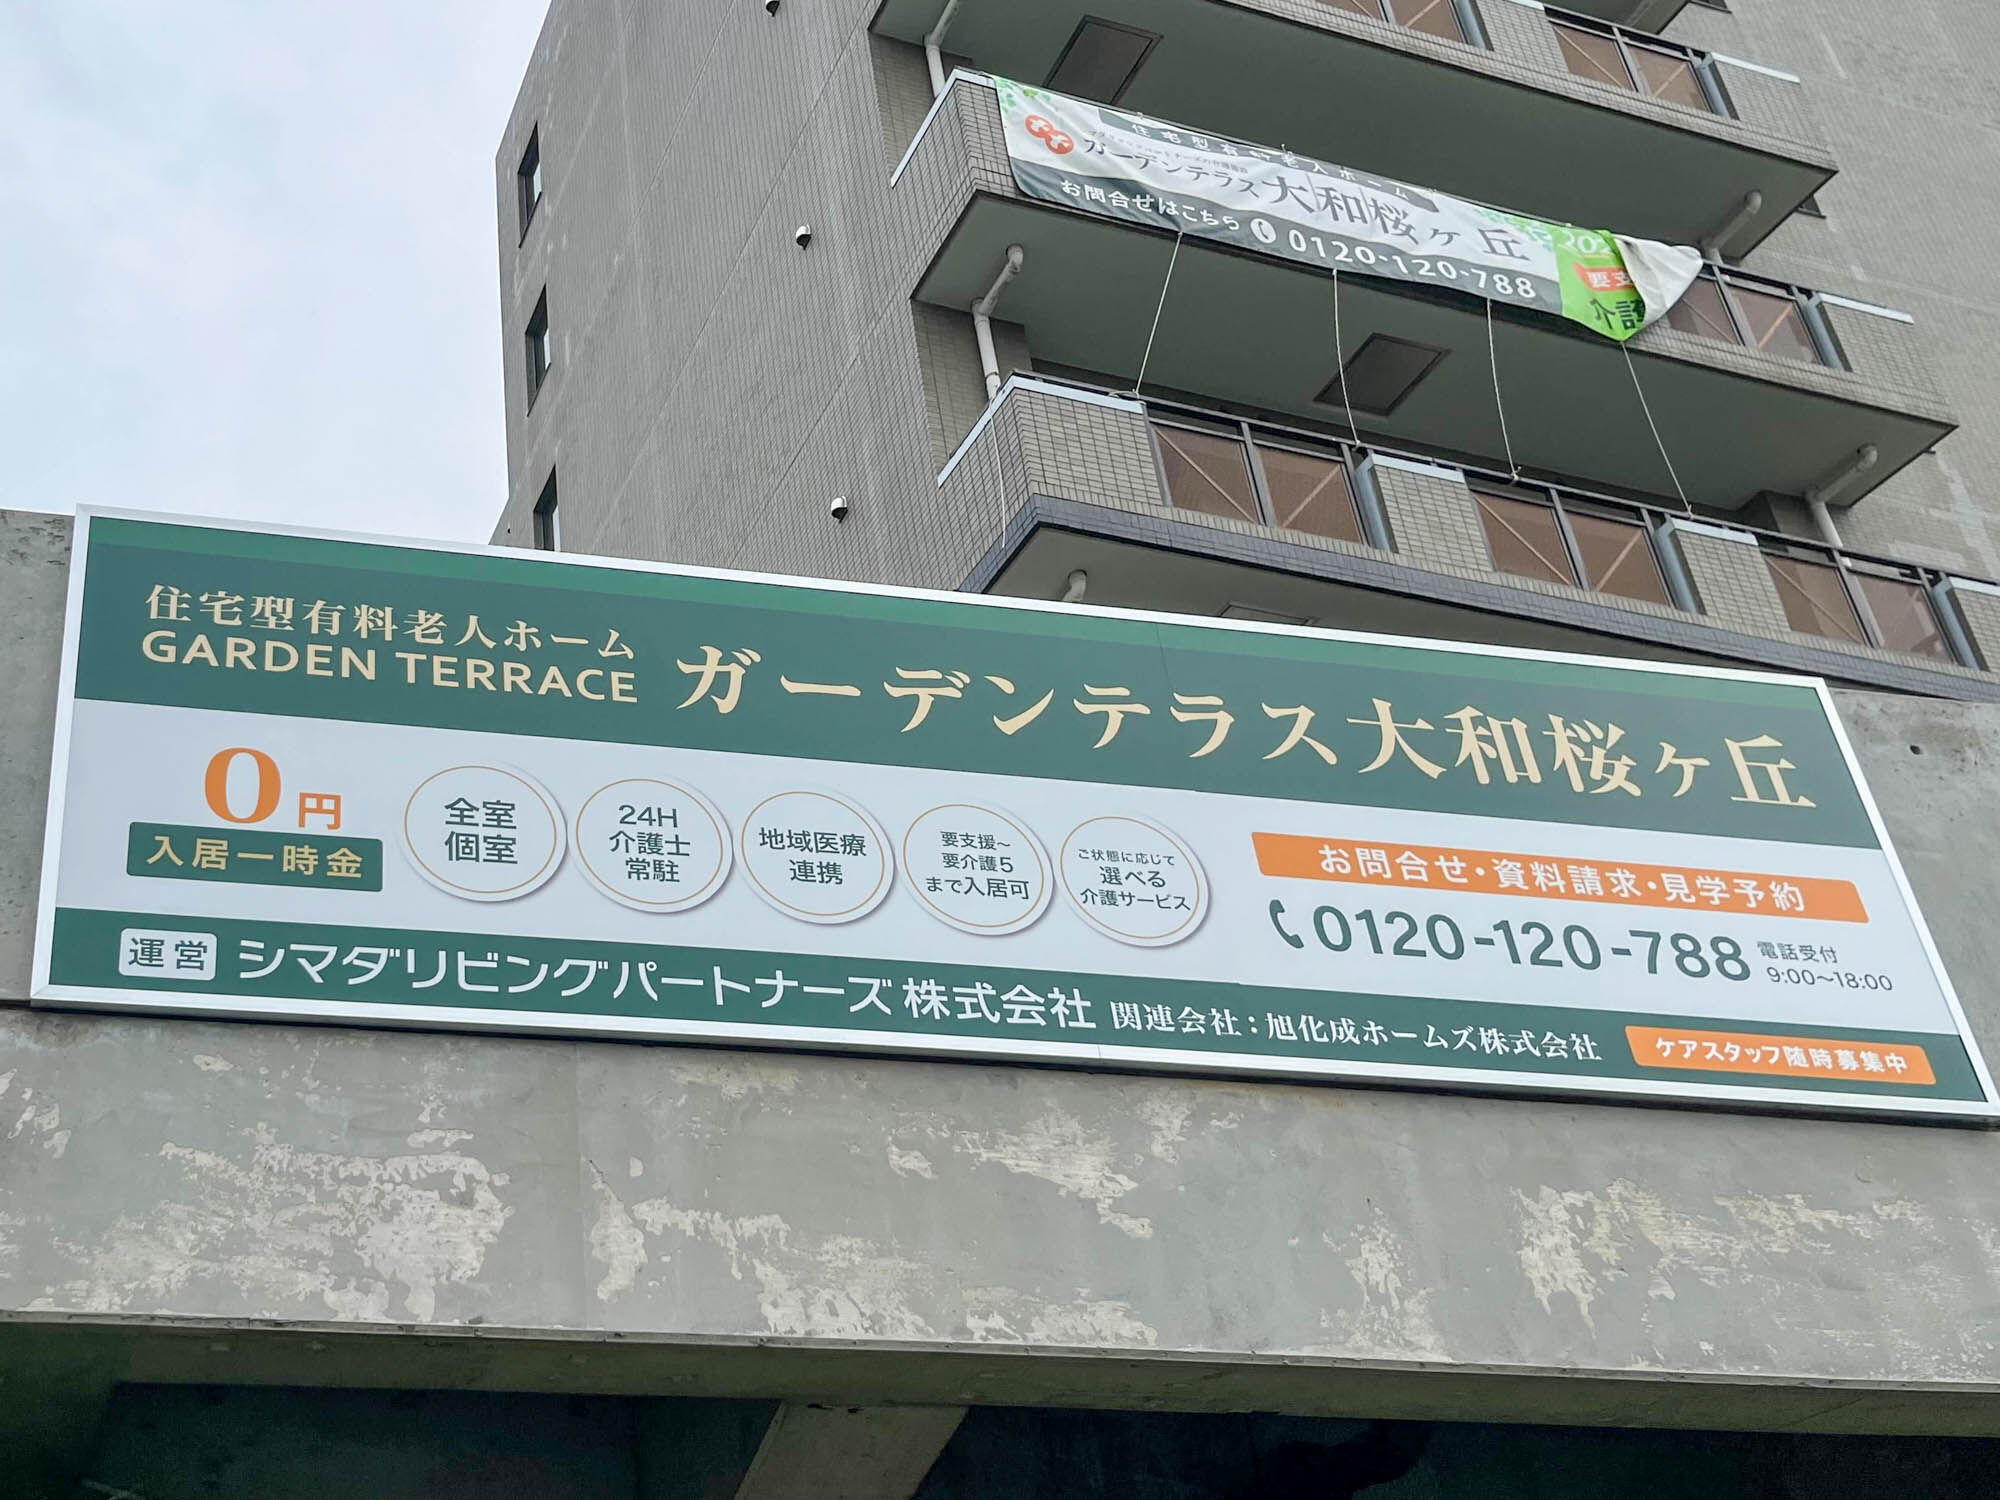 住宅型有料老人ホーム
ガーデンテラス大和桜ヶ丘
お問合せはこちら 0120-120-788
要支
介護
住宅型有料老人ホーム
GARDEN TERRACE
ガーデンテラス大和桜ヶ丘
0円
入居一時金
全室
個室
24H
介護士
常駐
地域医療
連携
要支援～
要介護5
まで入居可
ご状態に応じて
選べる
介護サービス
お問合せ・資料請求・見学予約
0120-120-788
電話受付
9:00～18:00
運営 シマダリビングパートナーズ株式会社 関連会社：旭化成ホームズ株式会社
ケアスタッフ随時募集中